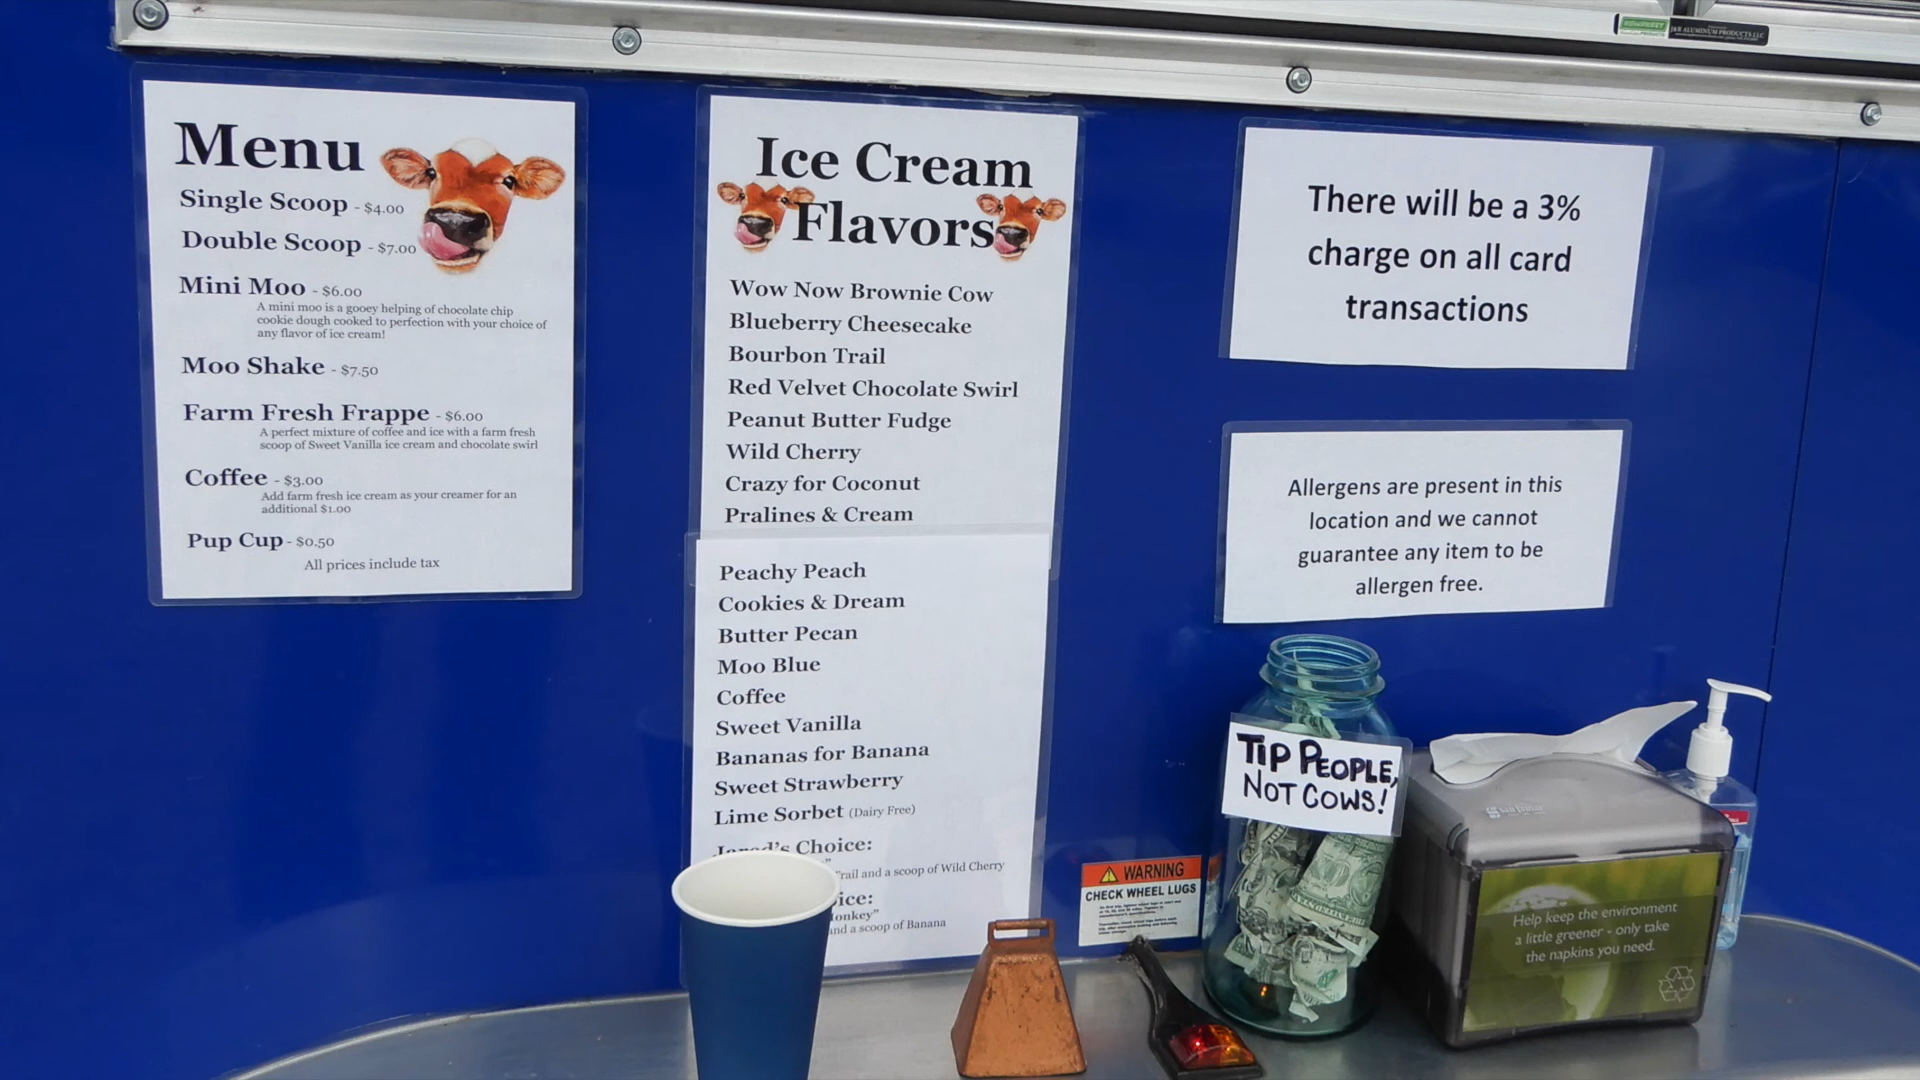 Menu
Single Scoop - $4.00
Double Scoop - $7.00
Mini Moo - $6.00
A mini moo is a gooey helping of chocolate chip
cookie dough cooked to perfection with your choice of
any flavor of ice cream!
Moo Shake - $7.50
Farm Fresh Frappe - $6.00
A perfect mixture of coffee and ice with a farm fresh
scoop of Sweet Vanilla ice cream and chocolate swirl
Coffee - $3.00
Add farm fresh ice cream as your creamer for an
additional $1.00
Pup Cup - $0.50
All prices include tax
Ice Cream
Flavors
Wow Now Brownie Cow
Blueberry Cheesecake
Bourbon Trail
Red Velvet Chocolate Swirl
Peanut Butter Fudge
Wild Cherry
Crazy for Coconut
Pralines & Cream
Peachy Peach
Cookies & Dream
Butter Pecan
Moo Blue
Coffee
Sweet Vanilla
Bananas for Banana
Sweet Strawberry
Lime Sorbet (Dairy Free)
Choice:
and a scoop of Wild Cherry
and a scoop of Banana
There will be a 3%
charge on all card
transactions
Allergens are present in this
location and we cannot
guarantee any item to be
allergen free.
TIP PEOPLE,
NOT COWS!
WARNING
CHECK WHEEL LUGS
Help keep the environment
a little greener - only take
the napkins you need.
J&R ALUMINUM PRODUCTS LLC